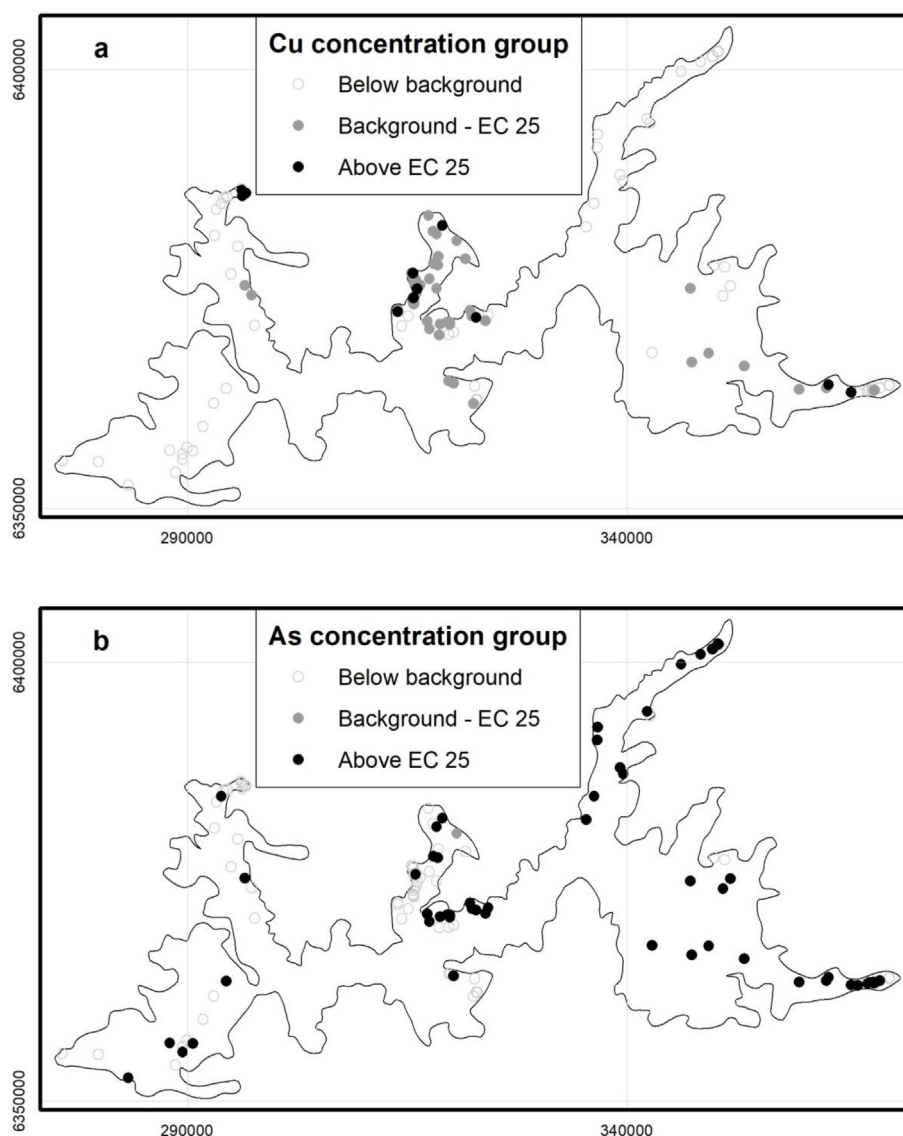 a
Cu concentration group
Below background
Background - EC 25
Above EC 25
6400000
6350000
290000
340000
b
As concentration group
Below background
Background - EC 25
Above EC 25
6400000
6350000
290000
340000